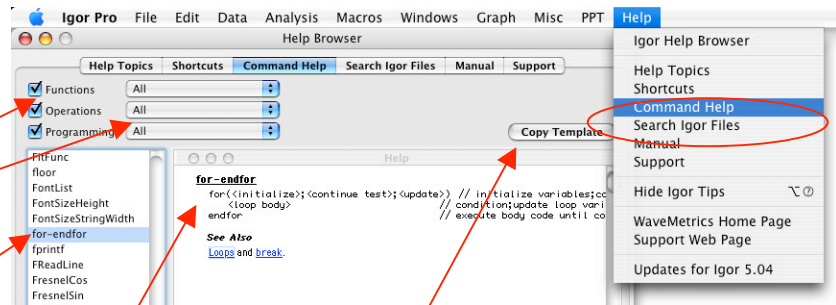 Igor Pro File Edit Data Analysis Macros Windows Graph Misc PPT Help
Help Browser
Help Topics Shortcuts Command Help Search Igor Files Manual Support
Functions All
Operations All
Programming All
Copy Template
FitFunc
floor
FontList
FontSizeHeight
FontSizeStringWidth
for-endfor
fprintf
FReadLine
FresnelCos
FresnelSin
Help
for-endfor
for(<initialize>;<continue test>;<update>) // initialize variables;co
<loop body> // condition;update loop vari
endfor // execute body code until co
See Also
Loops and break.
Igor Help Browser
Help Topics
Shortcuts
Command Help
Search Igor Files
Manual
Support
Hide Igor Tips ⌥0
WaveMetrics Home Page
Support Web Page
Updates for Igor 5.04